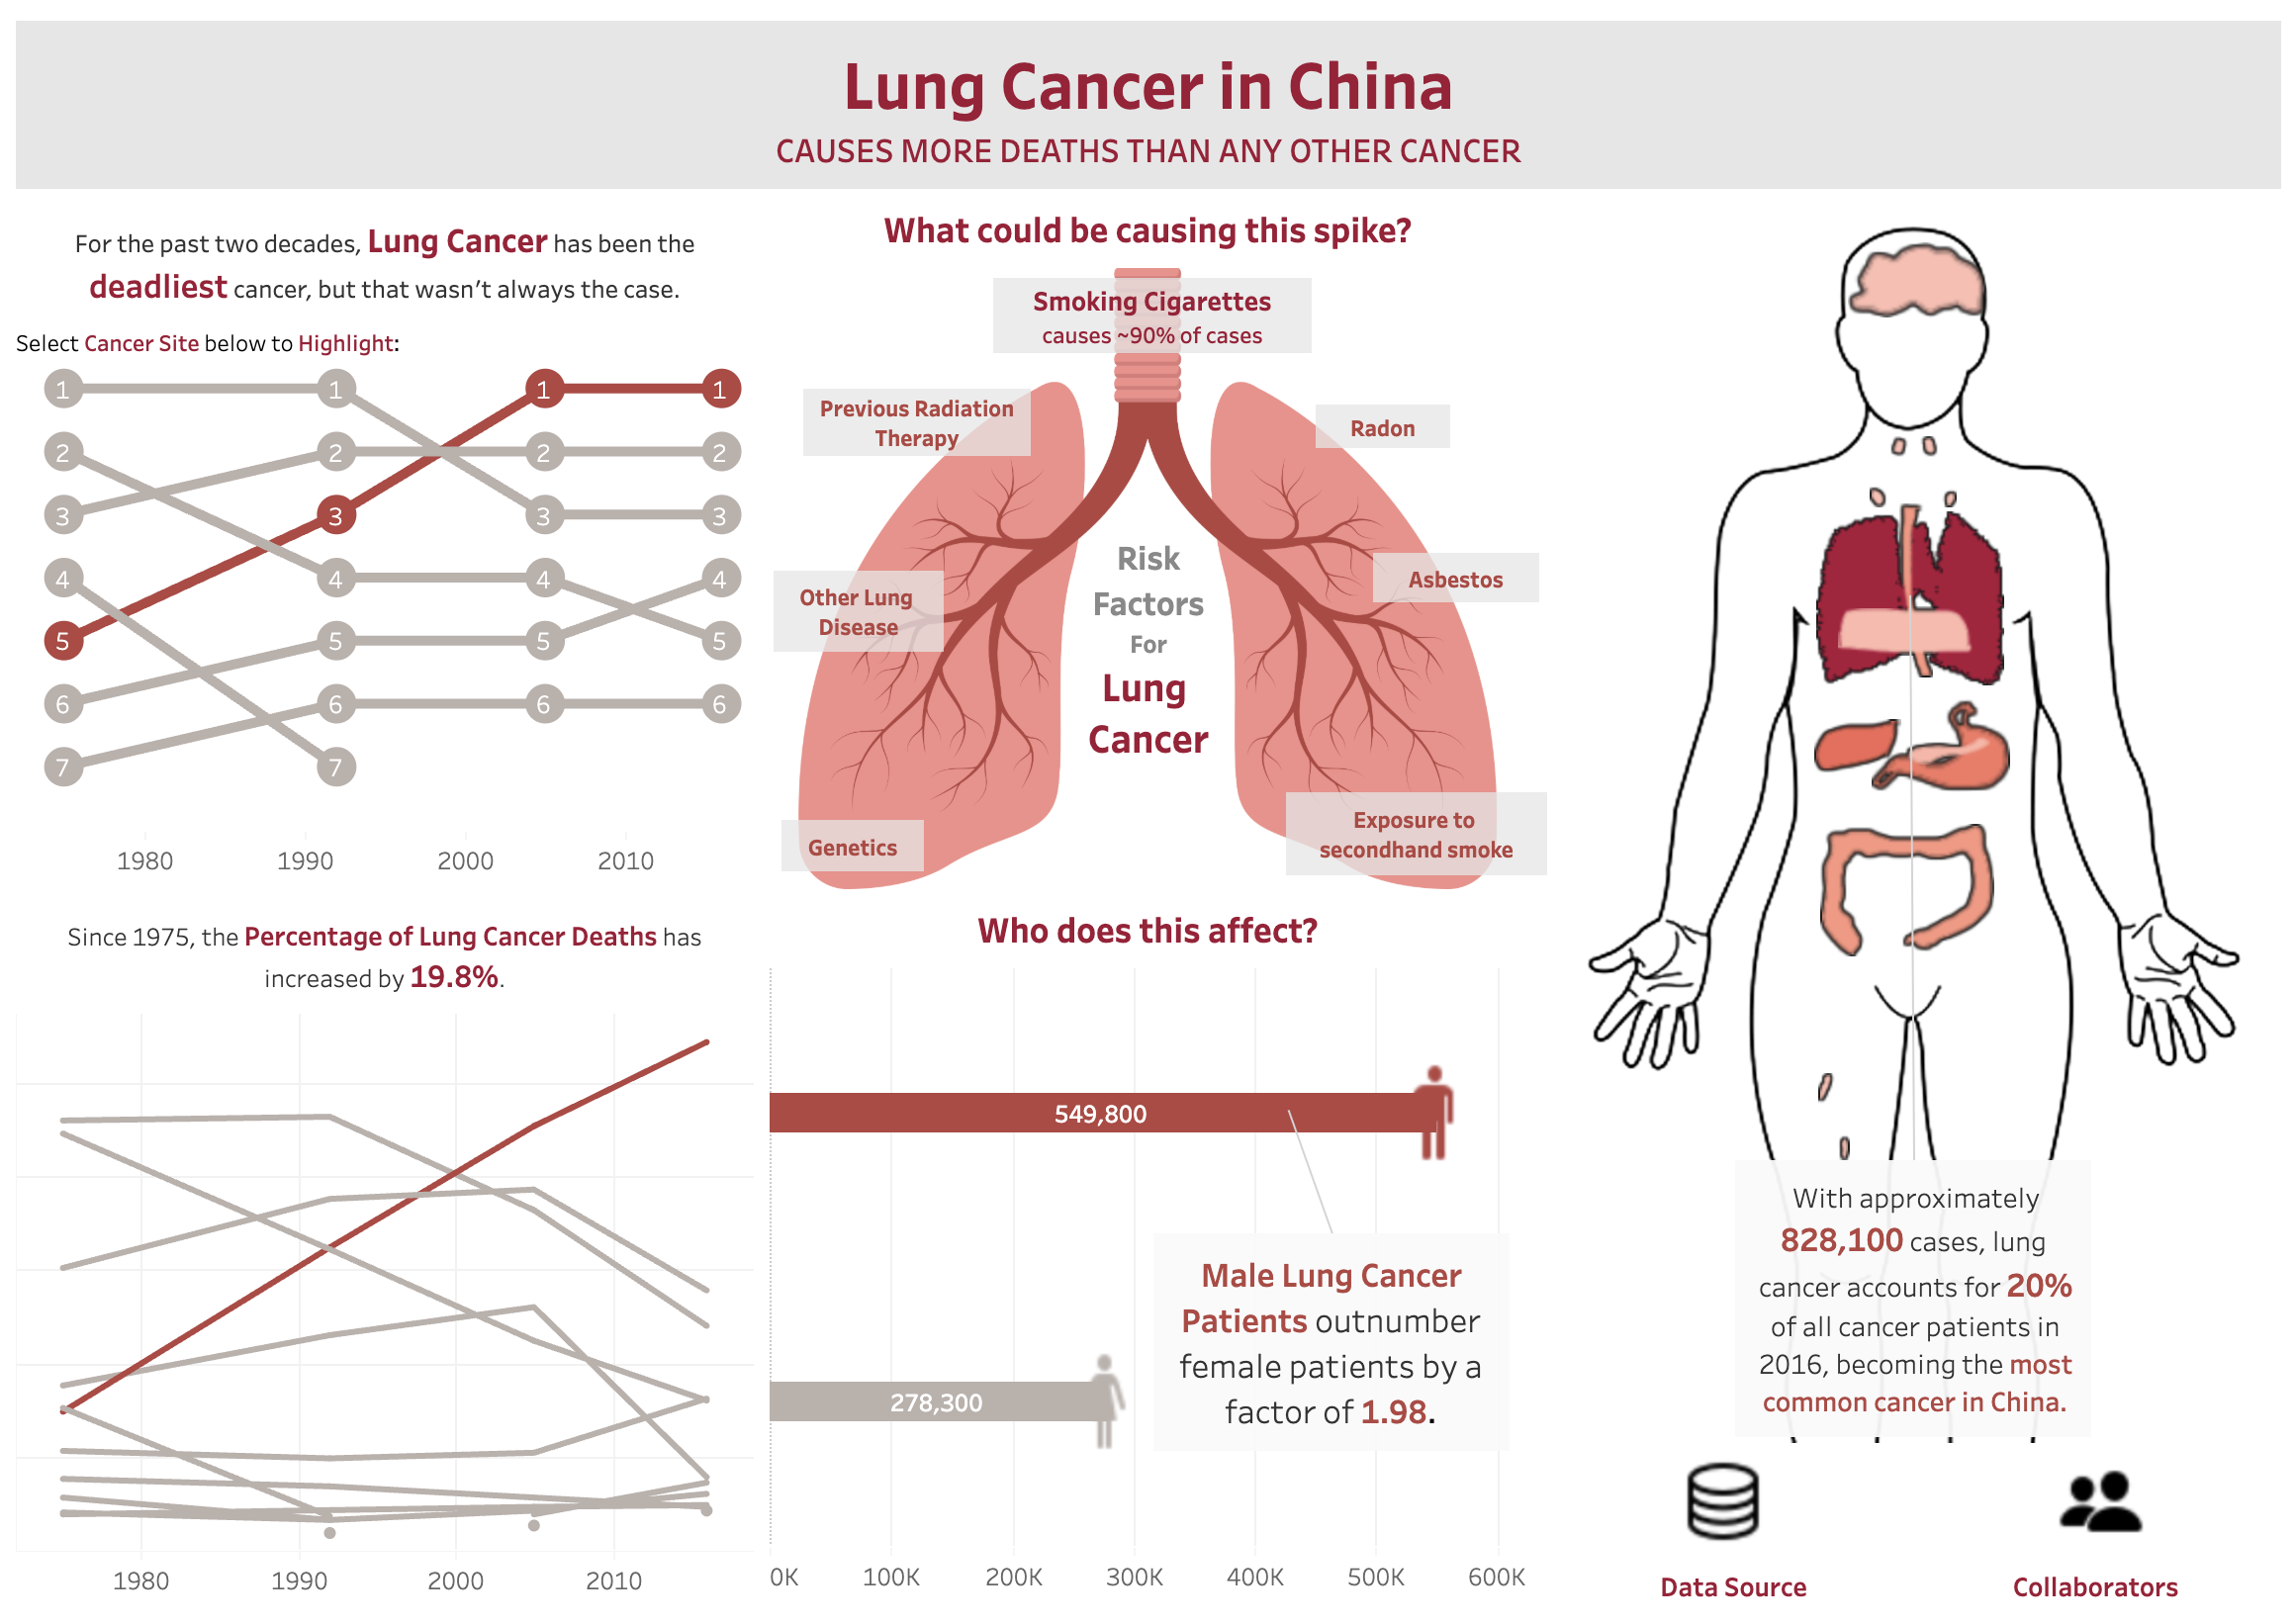 Lung Cancer in China
CAUSES MORE DEATHS THAN ANY OTHER CANCER
For the past two decades, Lung Cancer has been the
deadliest cancer, but that wasn't always the case.
Select Cancer Site below to Highlight:
1 1 1 1
2 2 2 2
3 3 3 3
4 4 4 4
5 5 5 5
6 6 6
7 7
1980 1990 2000 2010
Since 1975, the Percentage of Lung Cancer Deaths has
increased by 19.8%.
1980 1990 2000 2010
What could be causing this spike?
Smoking Cigarettes
causes ~90% of cases
Previous Radiation
Therapy
Radon
Other Lung
Disease
Asbestos
Risk
Factors
For
Lung
Cancer
Genetics
Exposure to
secondhand smoke
Who does this affect?
549,800
278,300
Male Lung Cancer
Patients outnumber
female patients by a
factor of 1.98.
0K 100K 200K 300K 400K 500K 600K
With approximately
828,100 cases, lung
cancer accounts for 20%
of all cancer patients in
2016, becoming the most
common cancer in China.
Data Source
Collaborators